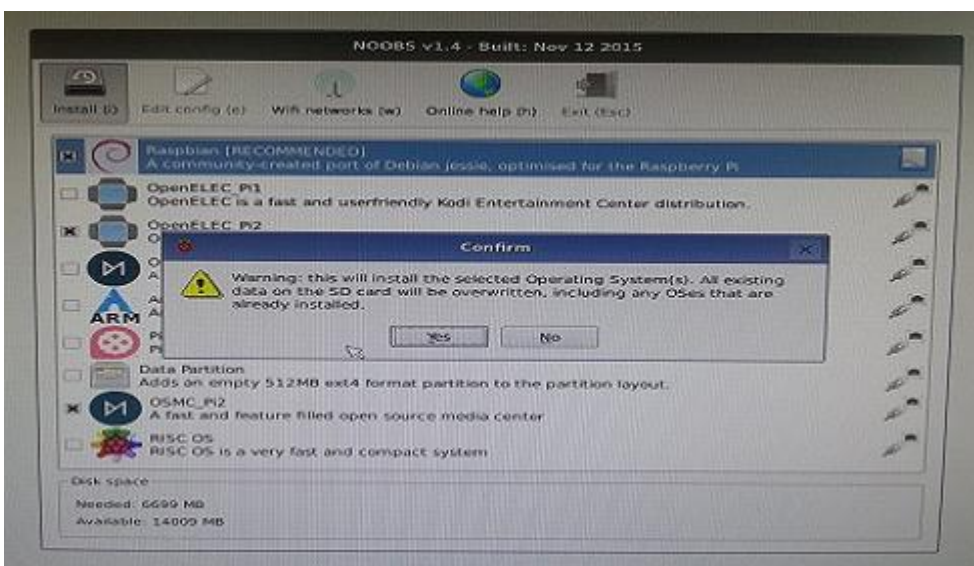 NOOBS v1.4 - Built: Nov 12 2015
Install (i) Edit config (e) Wifi networks (w) Online help (h) Exit (Esc)
Raspbian [RECOMMENDED]
A community-created port of Debian jessie, optimised for the Raspberry Pi
OpenELEC_Pi1
OpenELEC is a fast and userfriendly Kodi Entertainment Center distribution.
OpenELEC_Pi2
Confirm
Warning: this will install the selected Operating System(s). All existing
data on the SD card will be overwritten, including any OSes that are
already installed.
Yes No
ARM
Data Partition
Adds an empty 512MB ext4 format partition to the partition layout.
OSMC_Pi2
A fast and feature filled open source media center
RISC OS
RISC OS is a very fast and compact system
Disk space
Needed: 6699 MB
Available: 14009 MB